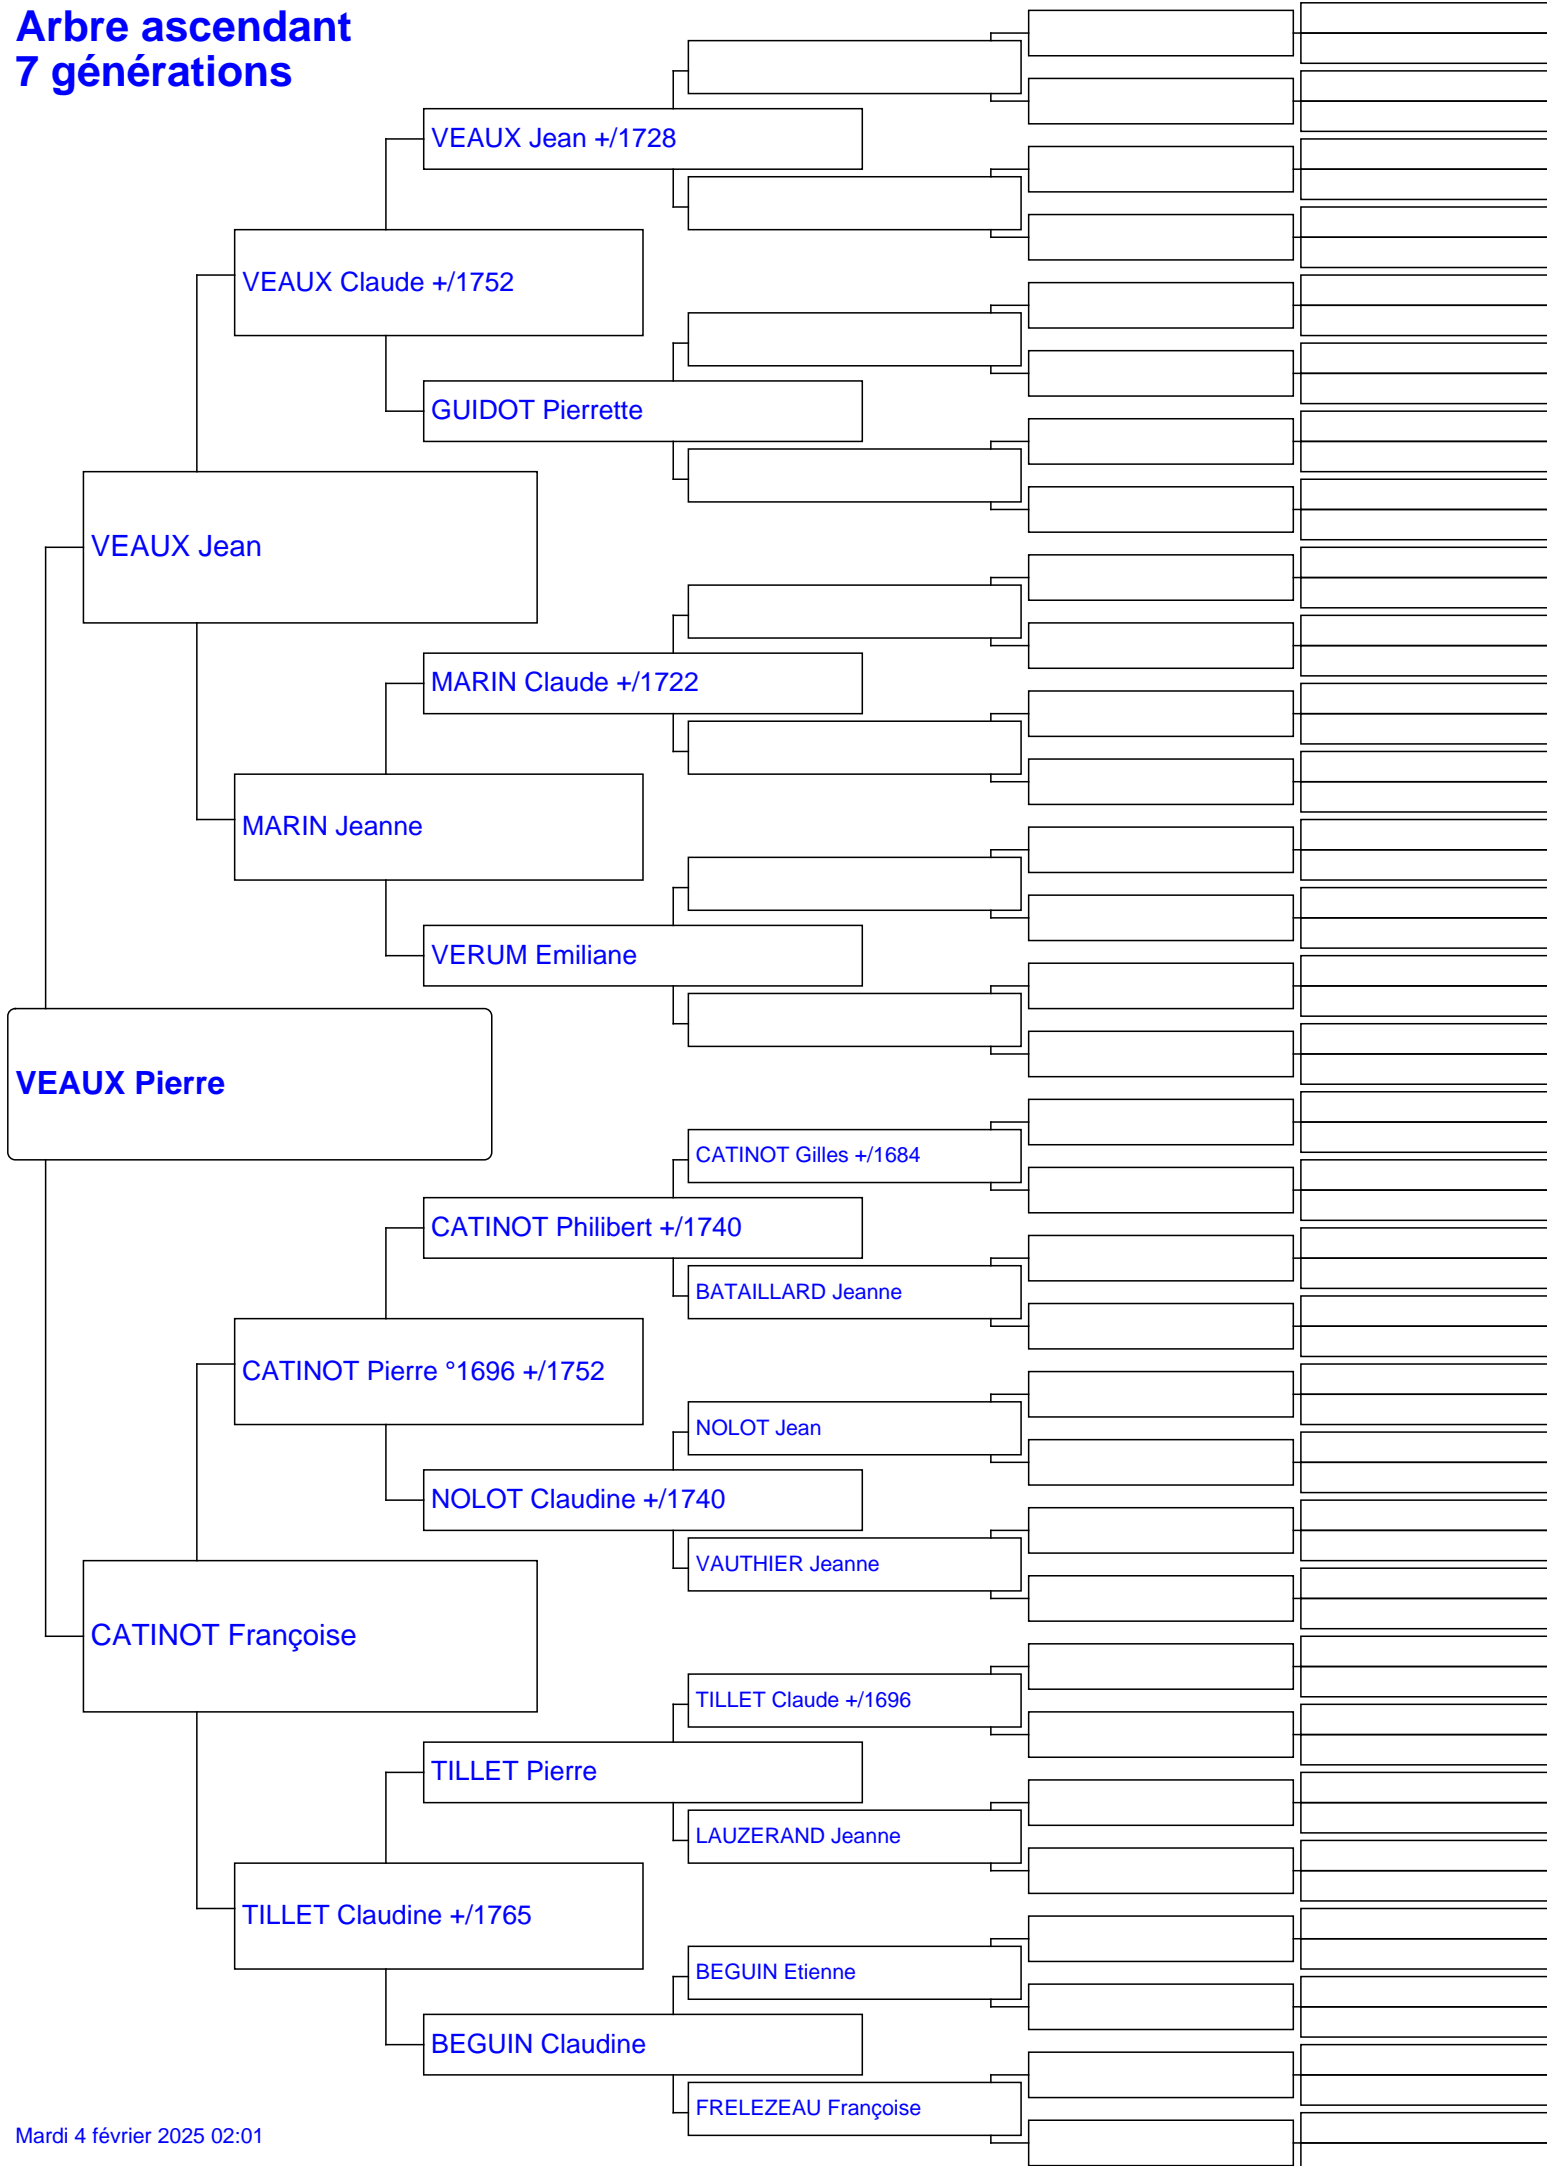 Arbre ascendant
7 générations
VEAUX Jean +/1728
VEAUX Claude +/1752
GUIDOT Pierrette
VEAUX Jean
MARIN Claude +/1722
MARIN Jeanne
VERUM Emiliane
VEAUX Pierre
CATINOT Gilles +/1684
CATINOT Philibert +/1740
BATAILLARD Jeanne
CATINOT Pierre °1696 +/1752
NOLOT Jean
NOLOT Claudine +/1740
VAUTHIER Jeanne
CATINOT Françoise
TILLET Claude +/1696
TILLET Pierre
LAUZERAND Jeanne
TILLET Claudine +/1765
BEGUIN Etienne
BEGUIN Claudine
FRELEZEAU Françoise
Mardi 4 février 2025 02:01